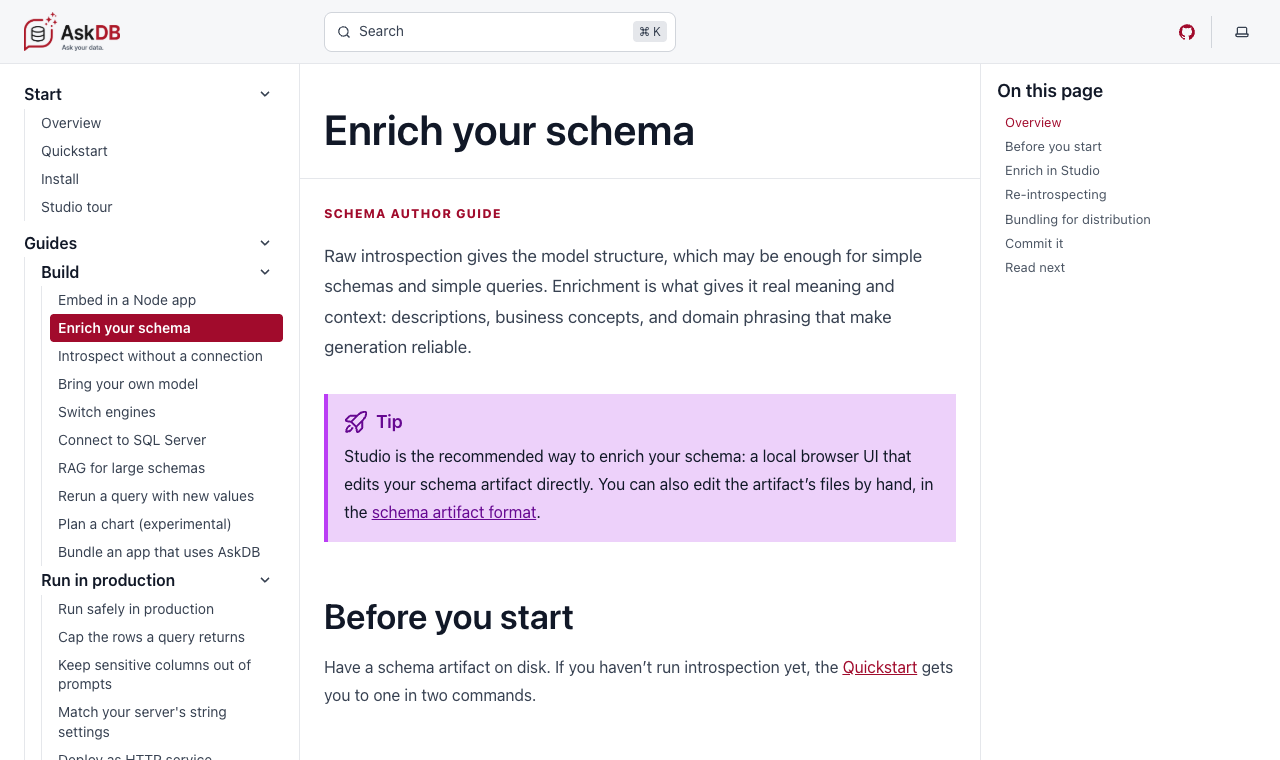 AskDB
Ask your data.
Search
⌘ K
Start
Overview
Quickstart
Install
Studio tour
Guides
Build
Embed in a Node app
Enrich your schema
Introspect without a connection
Bring your own model
Switch engines
Connect to SQL Server
RAG for large schemas
Rerun a query with new values
Plan a chart (experimental)
Bundle an app that uses AskDB
Run in production
Run safely in production
Cap the rows a query returns
Keep sensitive columns out of
prompts
Match your server's string
settings
Deploy as HTTP service
Enrich your schema
SCHEMA AUTHOR GUIDE
Raw introspection gives the model structure, which may be enough for simple
schemas and simple queries. Enrichment is what gives it real meaning and
context: descriptions, business concepts, and domain phrasing that make
generation reliable.
Tip
Studio is the recommended way to enrich your schema: a local browser UI that
edits your schema artifact directly. You can also edit the artifact’s files by hand, in
the schema artifact format.
Before you start
Have a schema artifact on disk. If you haven’t run introspection yet, the Quickstart gets
you to one in two commands.
On this page
Overview
Before you start
Enrich in Studio
Re-introspecting
Bundling for distribution
Commit it
Read next